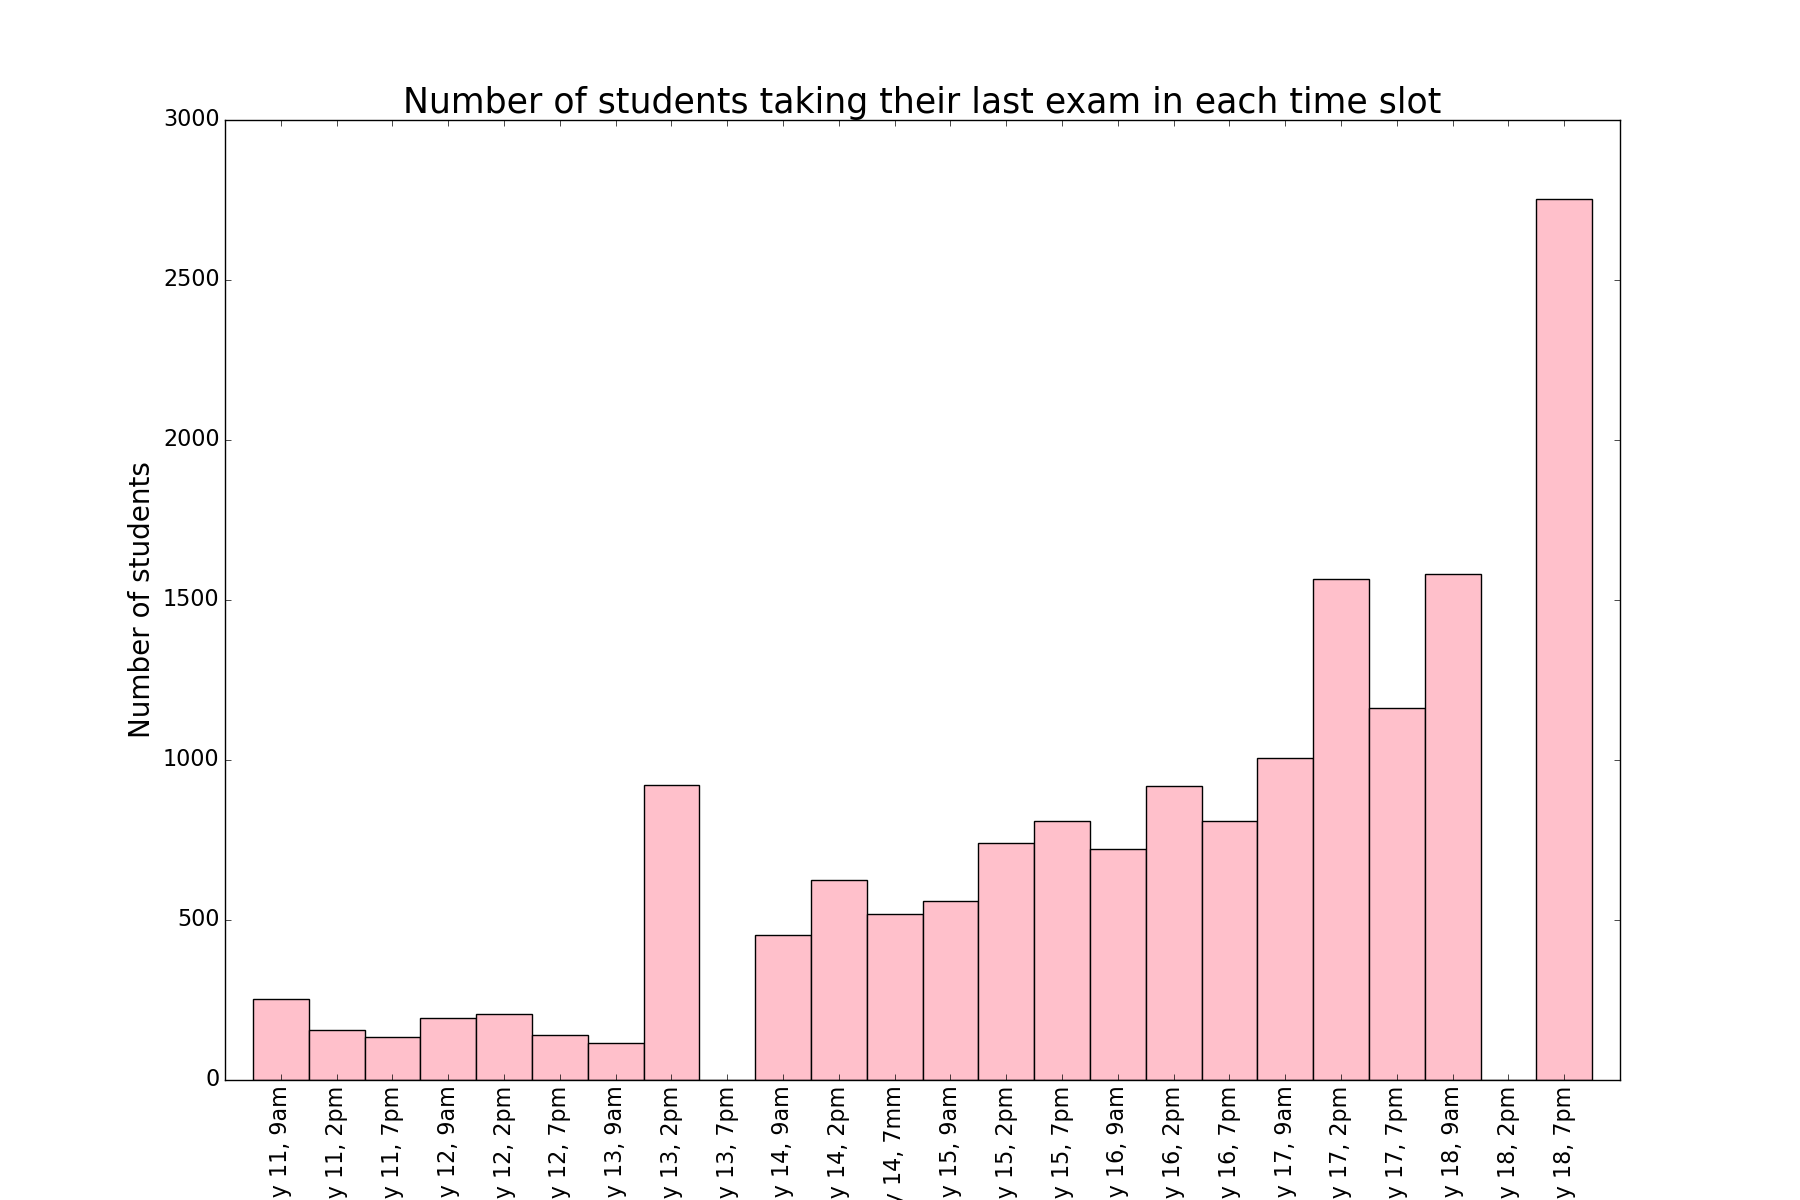 Number of students taking their last exam in each time slot
3000
2500
2000
1500
1000
500
0
Number of students
y 11, 9am
y 11, 2pm
y 11, 7pm
y 12, 9am
y 12, 2pm
y 12, 7pm
y 13, 9am
y 13, 2pm
y 13, 7pm
y 14, 9am
y 14, 2pm
y 14, 7mm
y 15, 9am
y 15, 2pm
y 15, 7pm
y 16, 9am
y 16, 2pm
y 16, 7pm
y 17, 9am
y 17, 2pm
y 17, 7pm
y 18, 9am
y 18, 2pm
y 18, 7pm